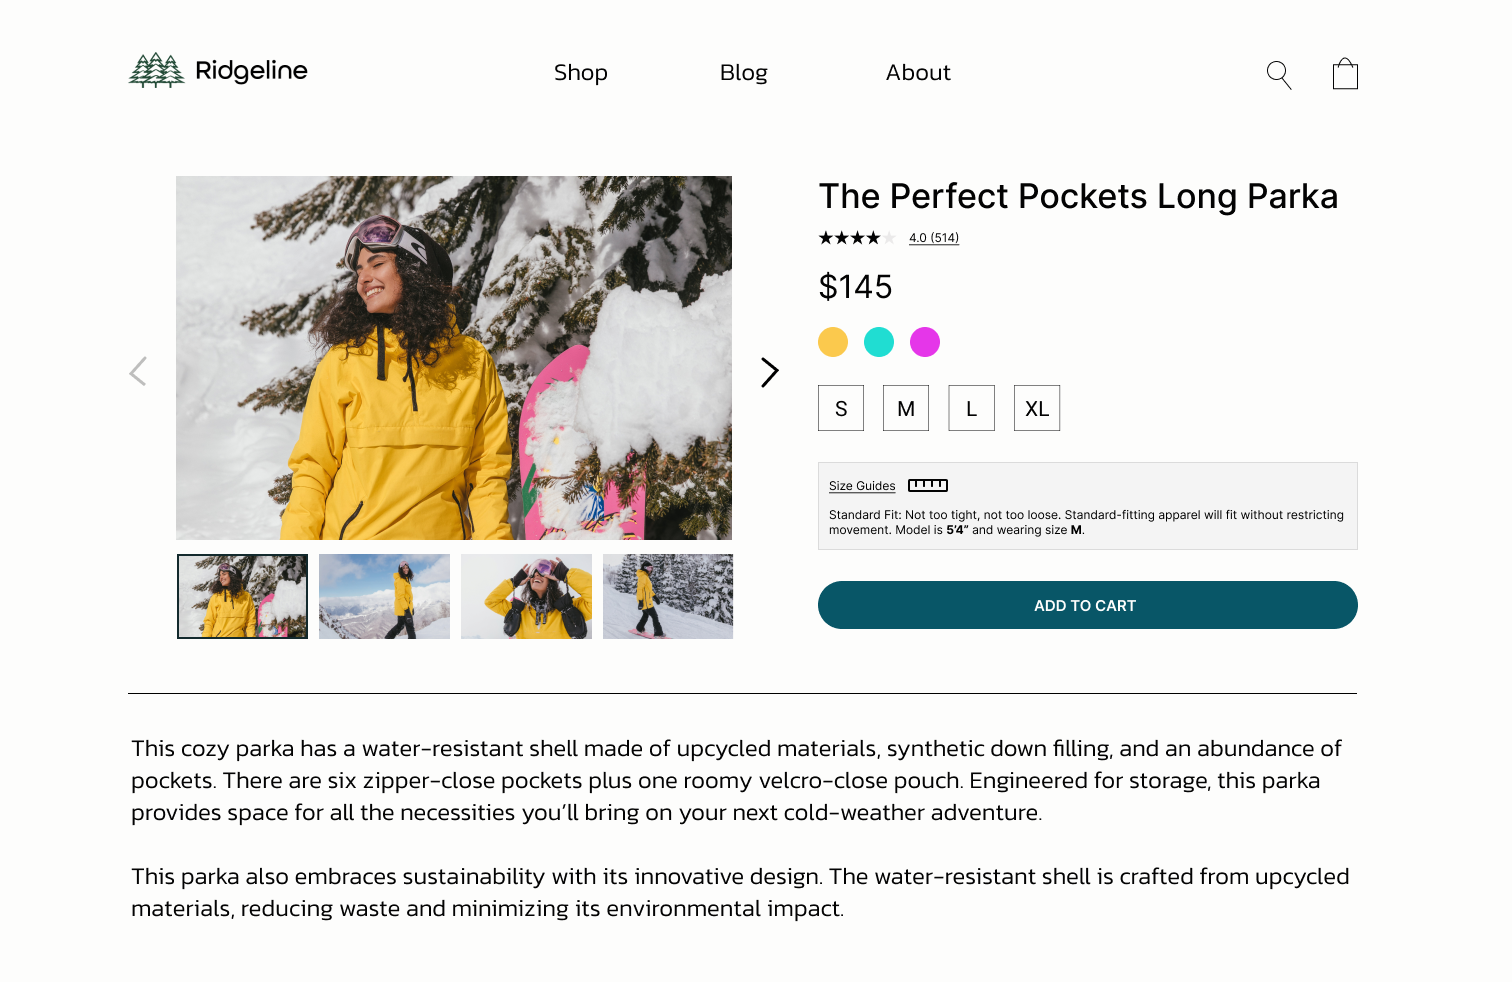 Ridgeline
Shop
Blog
About
The Perfect Pockets Long Parka
4.0 (514)
$145
S
M
L
XL
Size Guides
Standard Fit: Not too tight, not too loose. Standard-fitting apparel will fit without restricting
movement. Model is 5’4” and wearing size M.
ADD TO CART
This cozy parka has a water-resistant shell made of upcycled materials, synthetic down filling, and an abundance of
pockets. There are six zipper-close pockets plus one roomy velcro-close pouch. Engineered for storage, this parka
provides space for all the necessities you’ll bring on your next cold-weather adventure.
This parka also embraces sustainability with its innovative design. The water-resistant shell is crafted from upcycled
materials, reducing waste and minimizing its environmental impact.